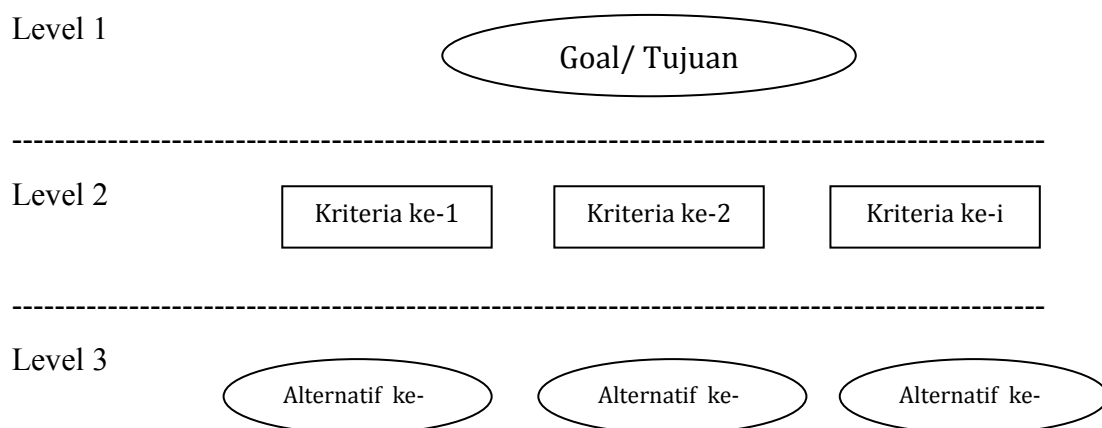 Level 1
Goal/ Tujuan
Level 2
Kriteria ke-1
Kriteria ke-2
Kriteria ke-i
Level 3
Alternatif ke-
Alternatif ke-
Alternatif ke-